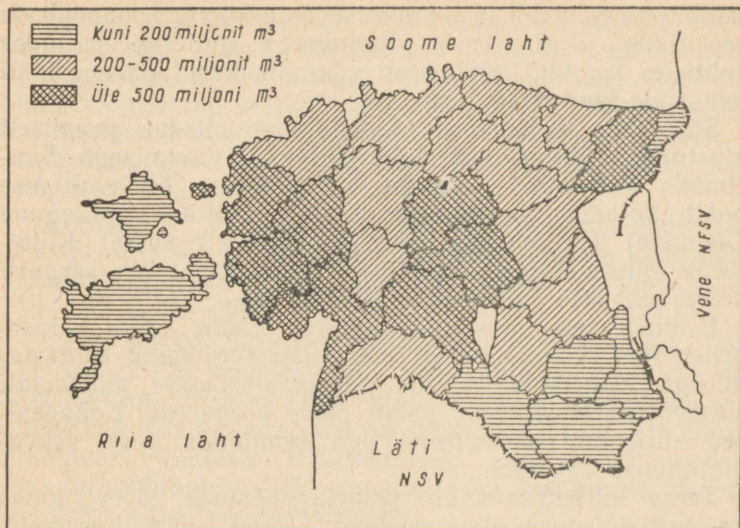 Kuni 200 miljonit m³
200-500 miljonit m³
Üle 500 miljoni m³
Soome laht
Vene NFSV
Riia laht
Läti
NSV